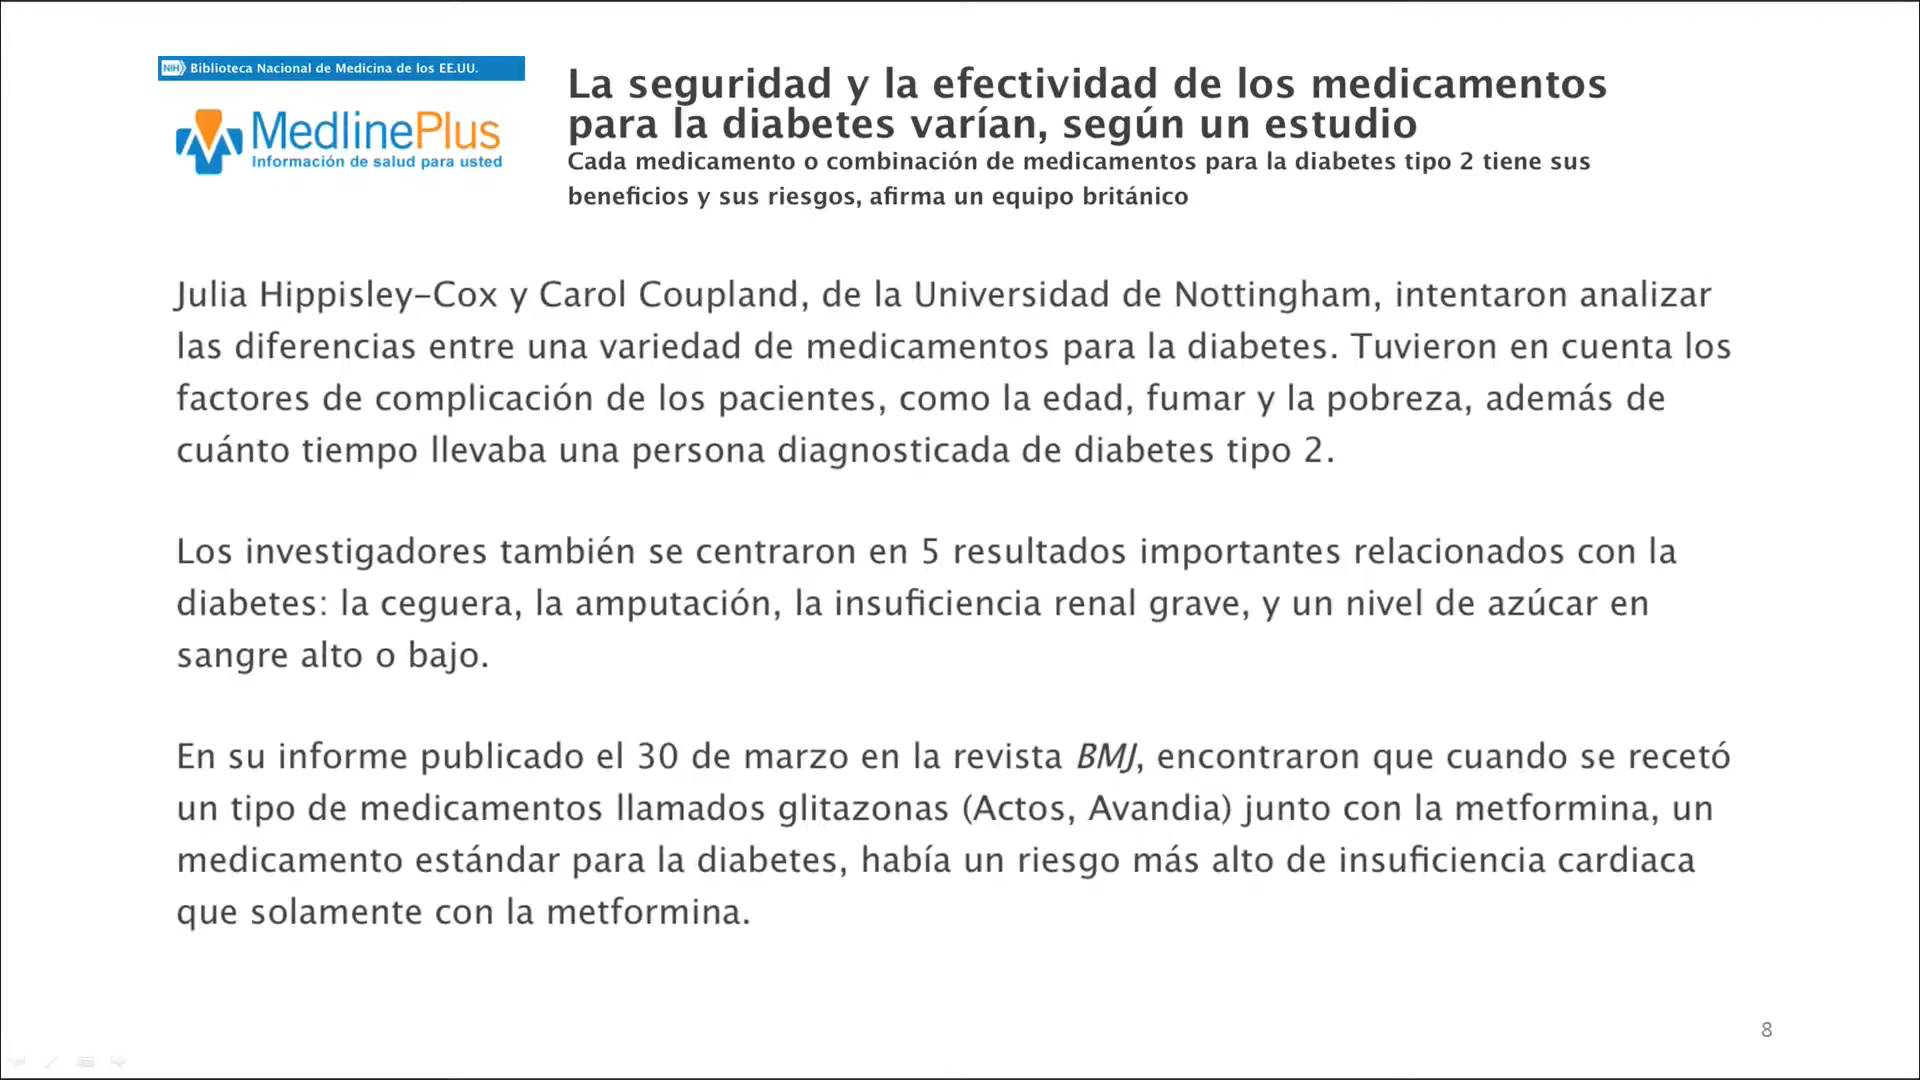 NIH Biblioteca Nacional de Medicina de los EE.UU.
MedlinePlus
Información de salud para usted
La seguridad y la efectividad de los medicamentos
para la diabetes varían, según un estudio
Cada medicamento o combinación de medicamentos para la diabetes tipo 2 tiene sus
beneficios y sus riesgos, afirma un equipo británico
Julia Hippisley-Cox y Carol Coupland, de la Universidad de Nottingham, intentaron analizar
las diferencias entre una variedad de medicamentos para la diabetes. Tuvieron en cuenta los
factores de complicación de los pacientes, como la edad, fumar y la pobreza, además de
cuánto tiempo llevaba una persona diagnosticada de diabetes tipo 2.
Los investigadores también se centraron en 5 resultados importantes relacionados con la
diabetes: la ceguera, la amputación, la insuficiencia renal grave, y un nivel de azúcar en
sangre alto o bajo.
En su informe publicado el 30 de marzo en la revista BMJ, encontraron que cuando se recetó
un tipo de medicamentos llamados glitazonas (Actos, Avandia) junto con la metformina, un
medicamento estándar para la diabetes, había un riesgo más alto de insuficiencia cardiaca
que solamente con la metformina.
8